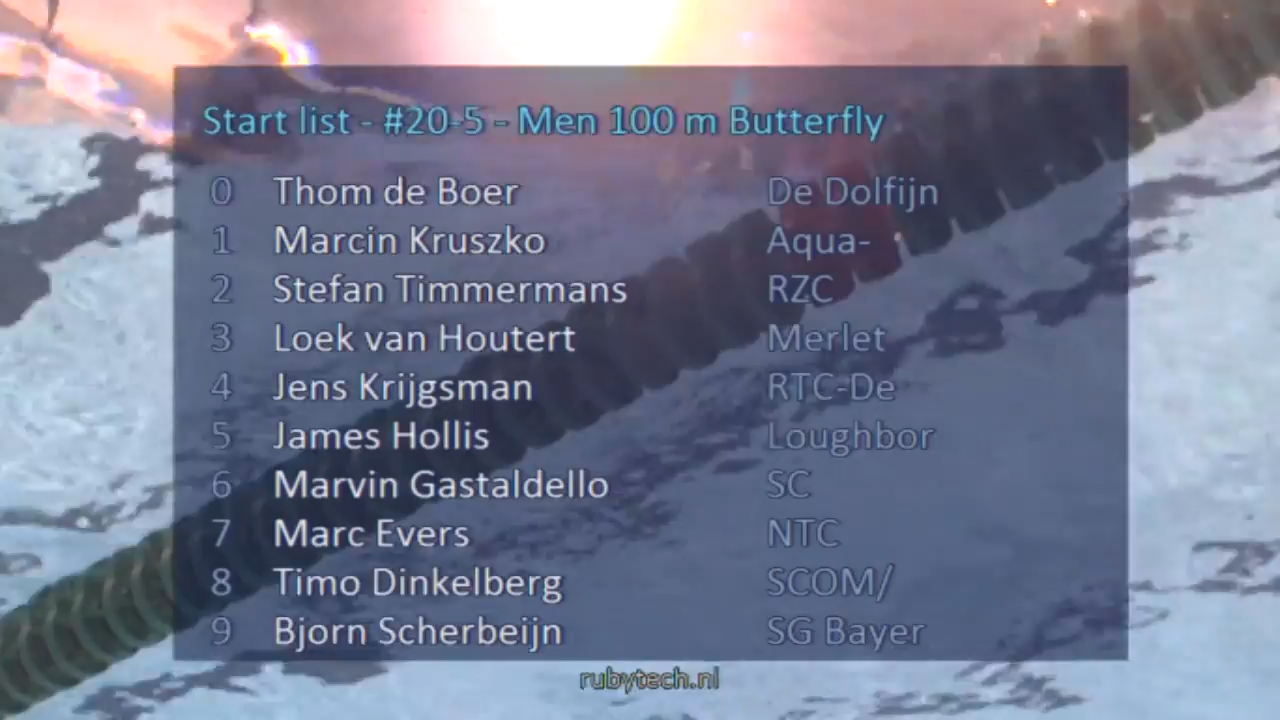 Start list - #20-5 - Men 100 m Butterfly
0 Thom de Boer De Dolfijn
1 Marcin Kruszko Aqua-
2 Stefan Timmermans RZC
3 Loek van Houtert Merlet
4 Jens Krijgsman RTC-De
5 James Hollis Loughbor
6 Marvin Gastaldello SC
7 Marc Evers NTC
8 Timo Dinkelberg SCOM/
9 Bjorn Scherbeijn SG Bayer
rubytech.nl